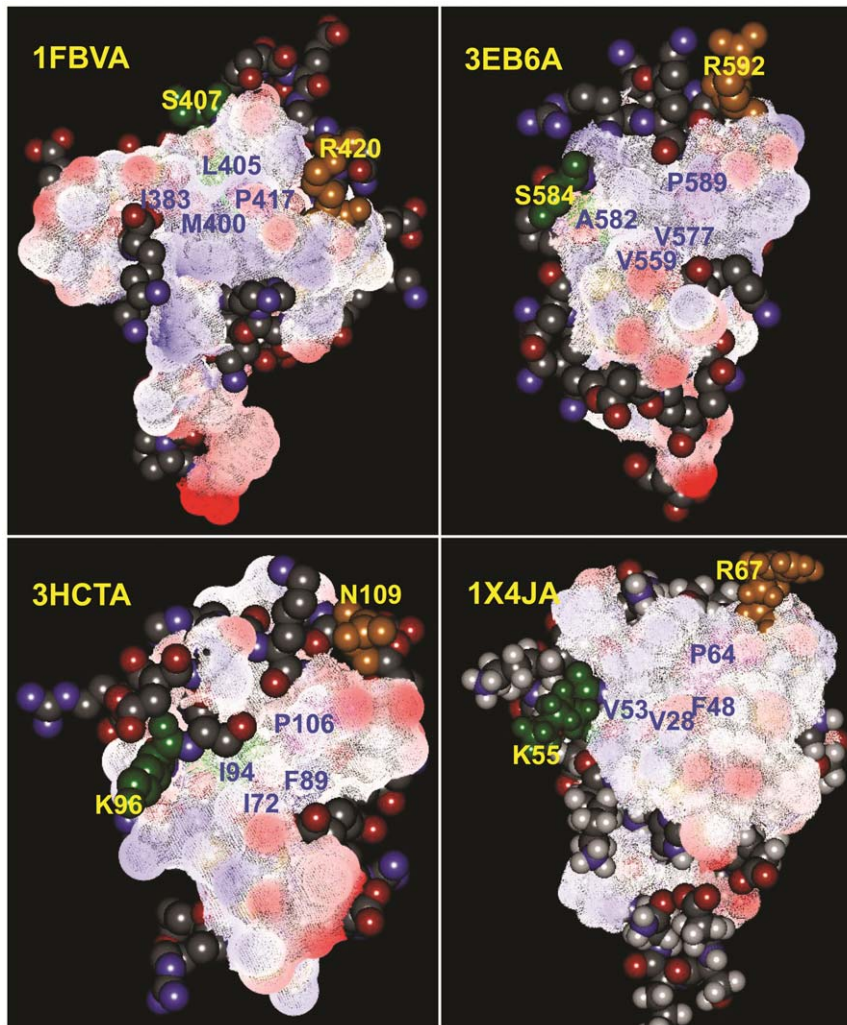 1FBVA
S407
R420
L405
I383
P417
M400
3EB6A
R592
P589
S584
A582
V577
V559
3HCTA
N109
P106
I94
F89
K96
I72
1X4JA
R67
P64
V53
V28
F48
K55